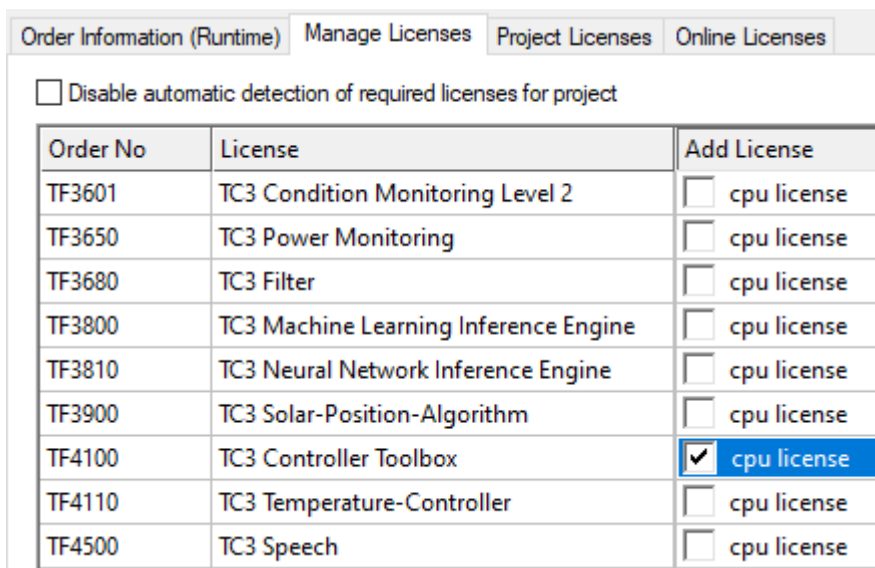 Order Information (Runtime) Manage Licenses Project Licenses Online Licenses
Disable automatic detection of required licenses for project
Order No License Add License
TF3601 TC3 Condition Monitoring Level 2 cpu license
TF3650 TC3 Power Monitoring cpu license
TF3680 TC3 Filter cpu license
TF3800 TC3 Machine Learning Inference Engine cpu license
TF3810 TC3 Neural Network Inference Engine cpu license
TF3900 TC3 Solar-Position-Algorithm cpu license
TF4100 TC3 Controller Toolbox cpu license
TF4110 TC3 Temperature-Controller cpu license
TF4500 TC3 Speech cpu license